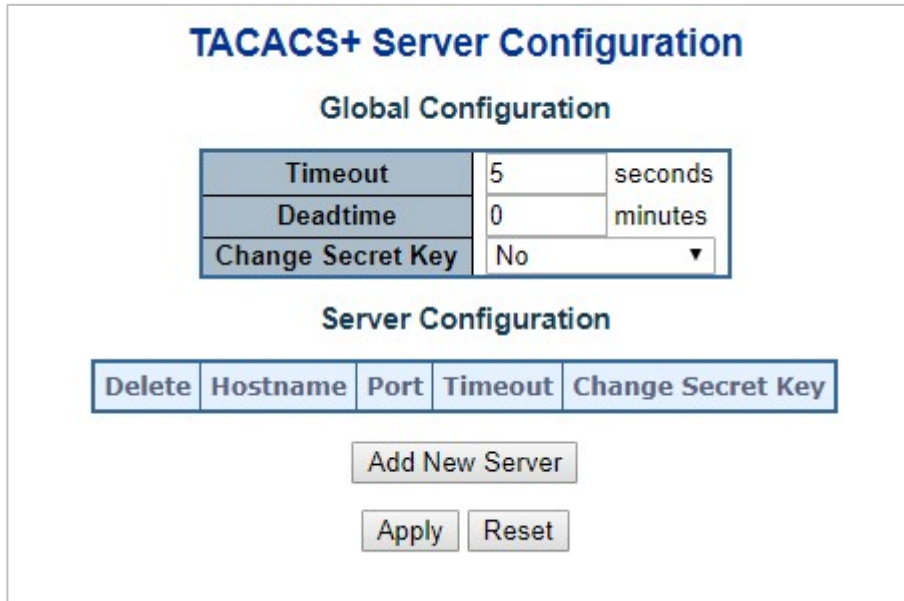 TACACS+ Server Configuration
Global Configuration
Timeout 5 seconds
Deadtime 0 minutes
Change Secret Key No
Server Configuration
Delete Hostname Port Timeout Change Secret Key
Add New Server
Apply Reset